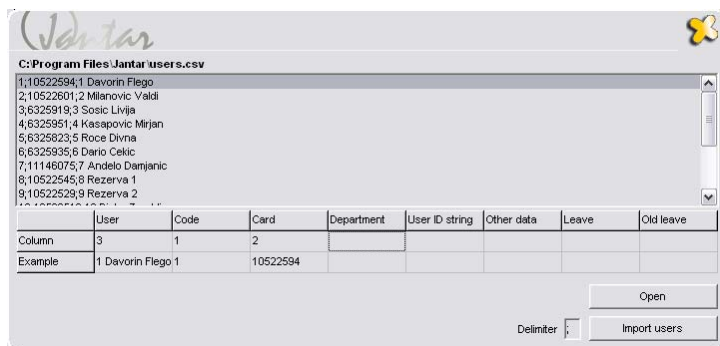 Jantar
C:\Program Files\Jantar\users.csv
1;10522594;1 Davorin Flego
2;10522601;2 Milanovic Valdi
3;6325919;3 Sosic Livija
4;6325951;4 Kasapovic Mirjan
5;6325823;5 Roce Divna
6;6325935;6 Dario Cekic
7;11146075;7 Andelo Damjanic
8;10522545;8 Rezerva 1
9;10522529;9 Rezerva 2
User Code Card Department User ID string Other data Leave Old leave
Column 3 1 2
Example 1 Davorin Flego 1 10522594
Open
Delimiter ; Import users